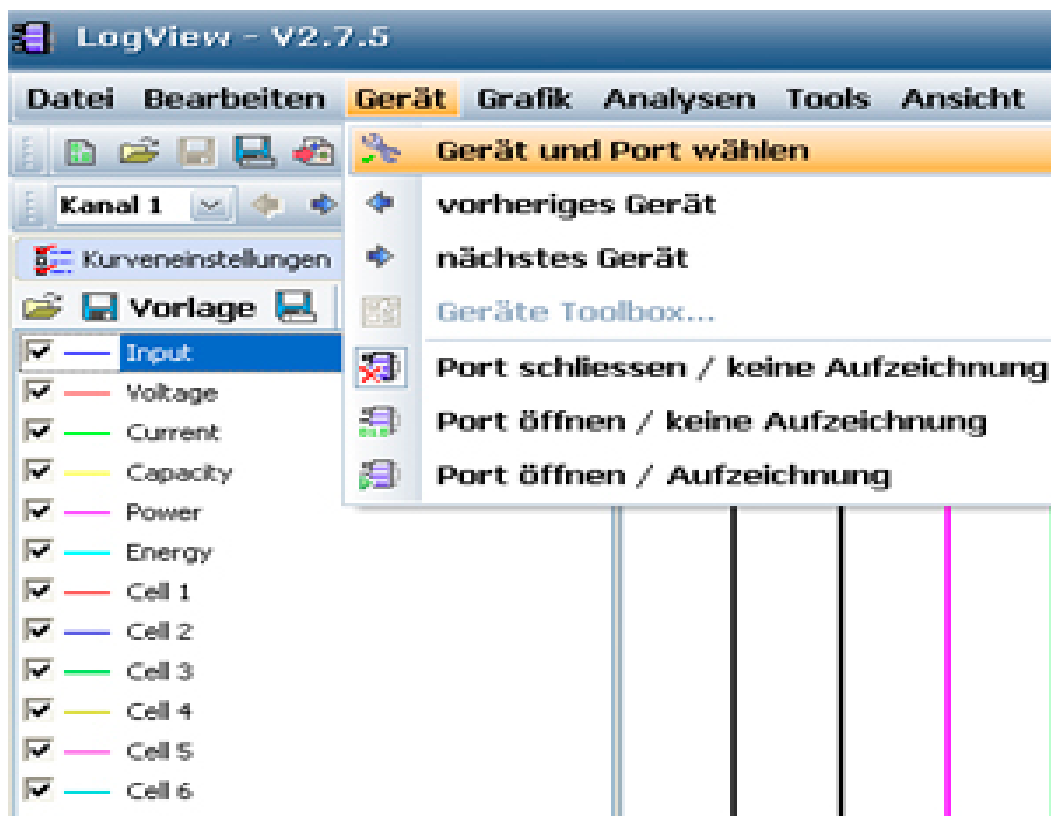 LogView - V2.7.5
Datei Bearbeiten Gerät Grafik Analysen Tools Ansicht
Gerät und Port wählen
Kanal 1
vorheriges Gerät
Kurveneinstellungen
nächstes Gerät
Vorlage
Geräte Toolbox...
Input
Port schliessen / keine Aufzeichnung
Voltage
Current
Port öffnen / keine Aufzeichnung
Capacity
Port öffnen / Aufzeichnung
Power
Energy
Cell 1
Cell 2
Cell 3
Cell 4
Cell 5
Cell 6